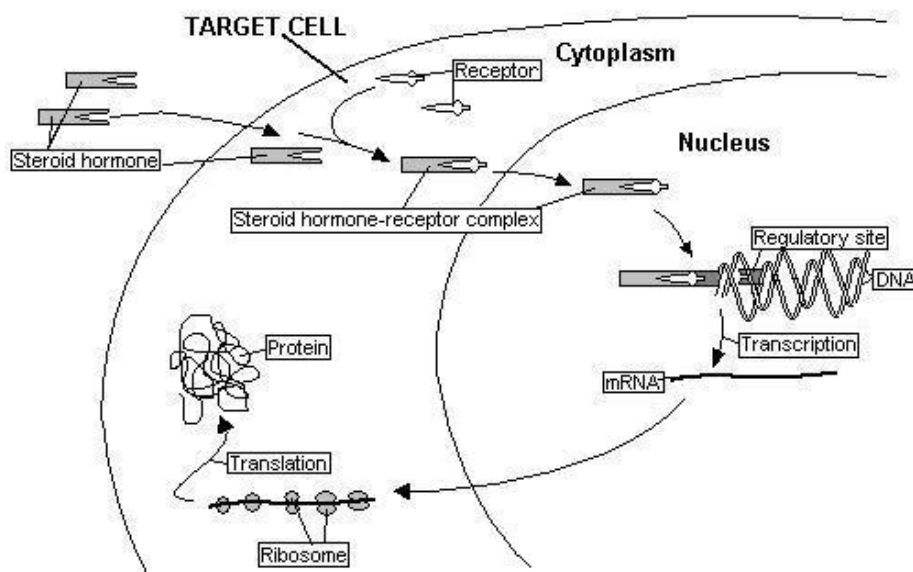 TARGET CELL
Cytoplasm
Receptor
Nucleus
Steroid hormone
Steroid hormone-receptor complex
Regulatory site
DNA
Transcription
mRNA
Protein
Translation
Ribosome